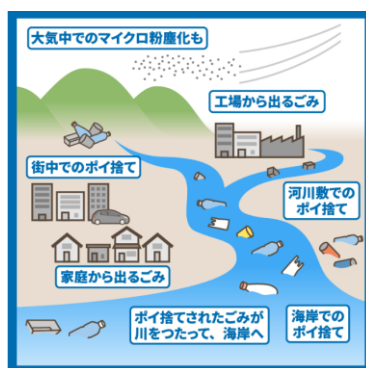 大気中でのマイクロ粉塵化も
工場から出るごみ
街中でのポイ捨て
河川敷での
ポイ捨て
家庭から出るごみ
ポイ捨てされたごみが
川をつたって、海岸へ
海岸での
ポイ捨て